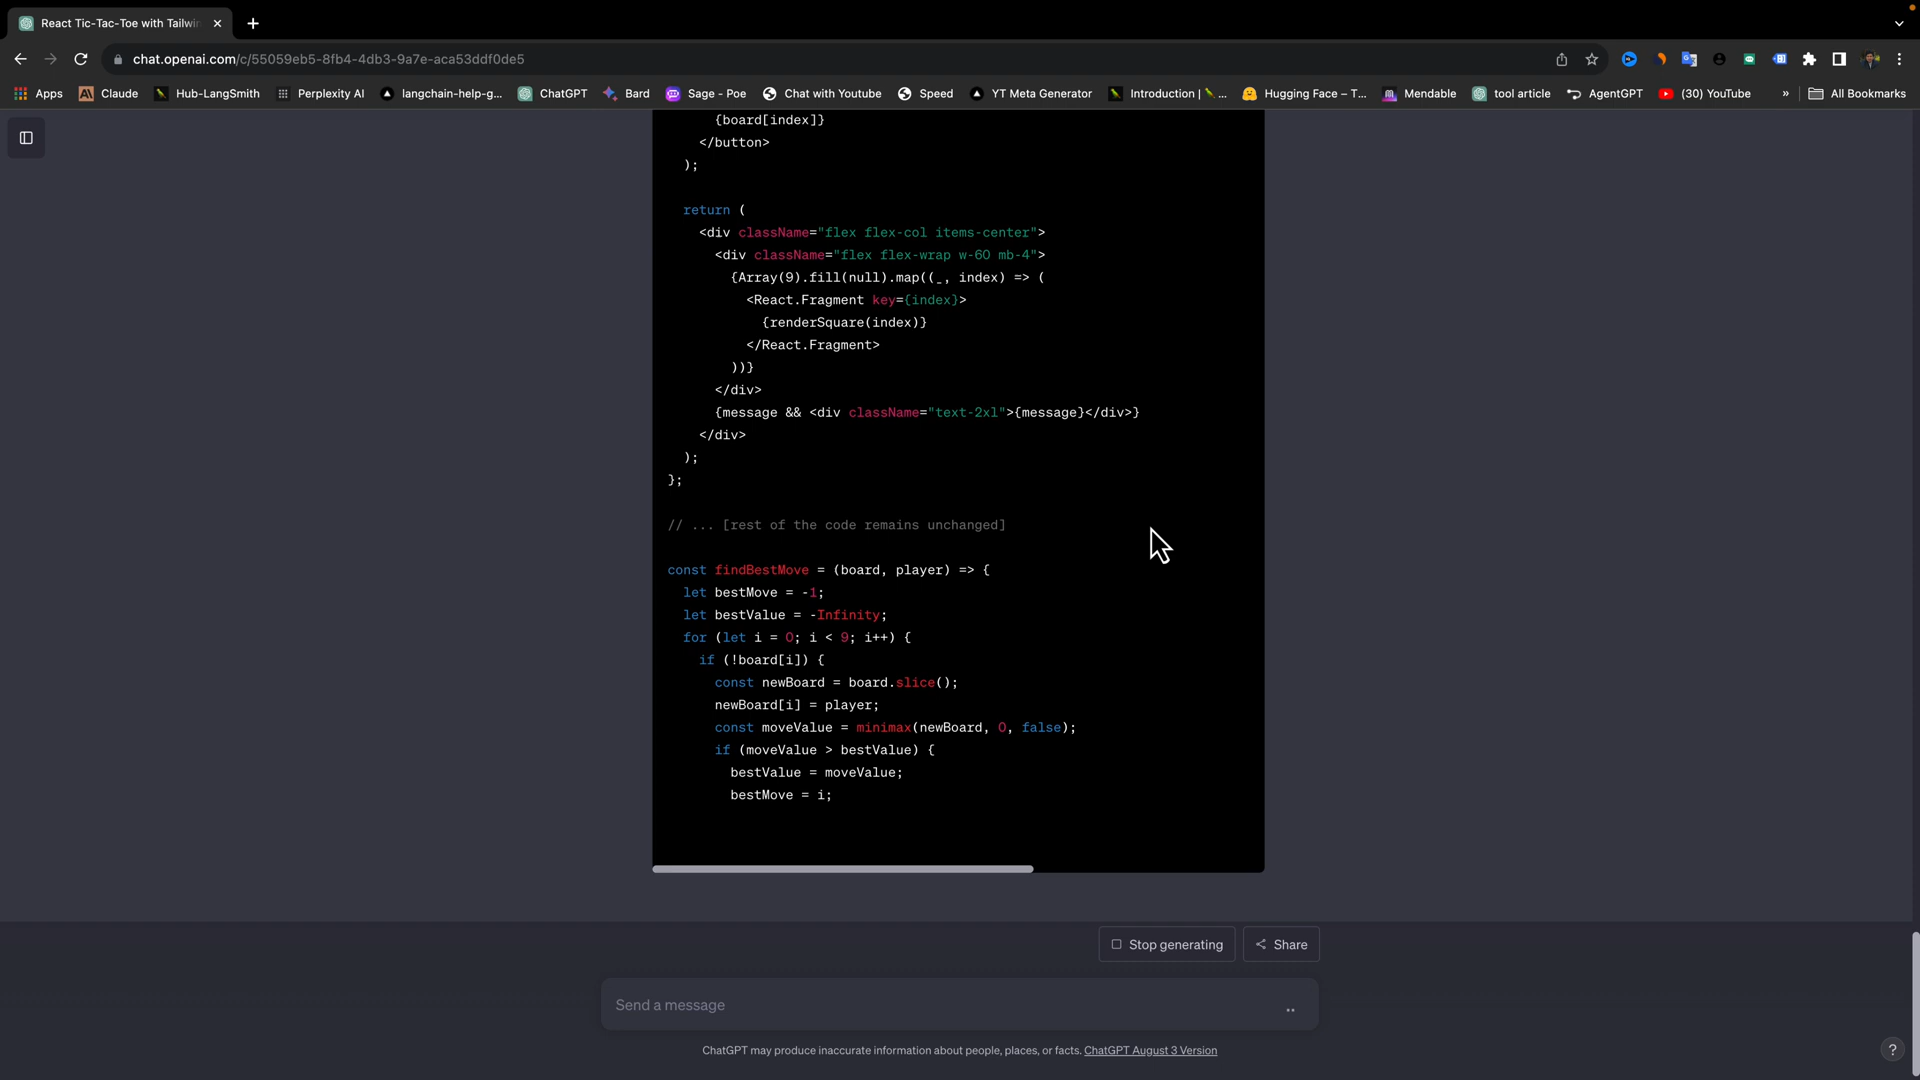 React Tic-Tac-Toe with Tailwin
chat.openai.com/c/55059eb5-8fb4-4db3-9a7e-aca53ddf0de5
Apps
Claude
Hub-LangSmith
Perplexity AI
langchain-help-g...
ChatGPT
Bard
Sage - Poe
Chat with Youtube
Speed
YT Meta Generator
Introduction |
...
Hugging Face – T...
Mendable
tool article
AgentGPT
(30) YouTube
»
All Bookmarks
{board[index]}
</button>
);
return (
<div className="flex flex-col items-center">
<div className="flex flex-wrap w-60 mb-4">
{Array(9).fill(null).map((_, index) => (
<React.Fragment key={index}>
{renderSquare(index)}
</React.Fragment>
))}
</div>
{message && <div className="text-2xl">{message}</div>}
</div>
);
};
// ... [rest of the code remains unchanged]
const findBestMove = (board, player) => {
let bestMove = -1;
let bestValue = -Infinity;
for (let i = 0; i < 9; i++) {
if (!board[i]) {
const newBoard = board.slice();
newBoard[i] = player;
const moveValue = minimax(newBoard, 0, false);
if (moveValue > bestValue) {
bestValue = moveValue;
bestMove = i;
Stop generating
Share
Send a message
..
ChatGPT may produce inaccurate information about people, places, or facts. ChatGPT August 3 Version
?